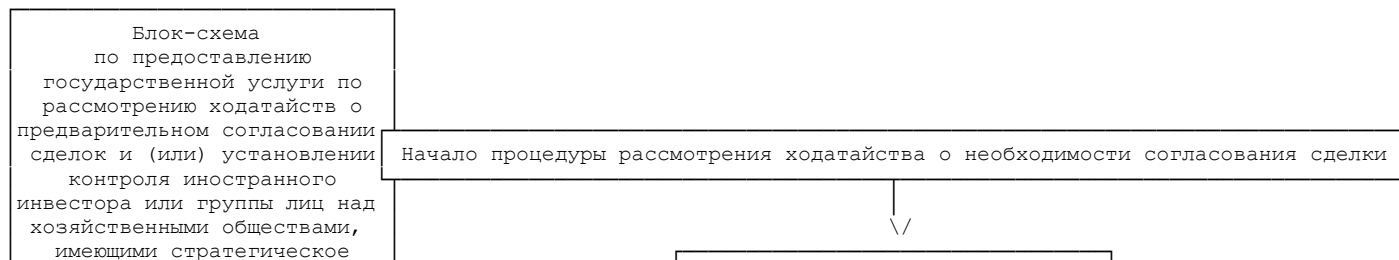 Блок-схема
по предоставлению
государственной услуги по
рассмотрению ходатайств о
предварительном согласовании
сделок и (или) установлении
контроля иностранного
инвестора или группы лиц над
хозяйственными обществами,
имеющими стратегическое
Начало процедуры рассмотрения ходатайства о необходимости согласования сделки
\/